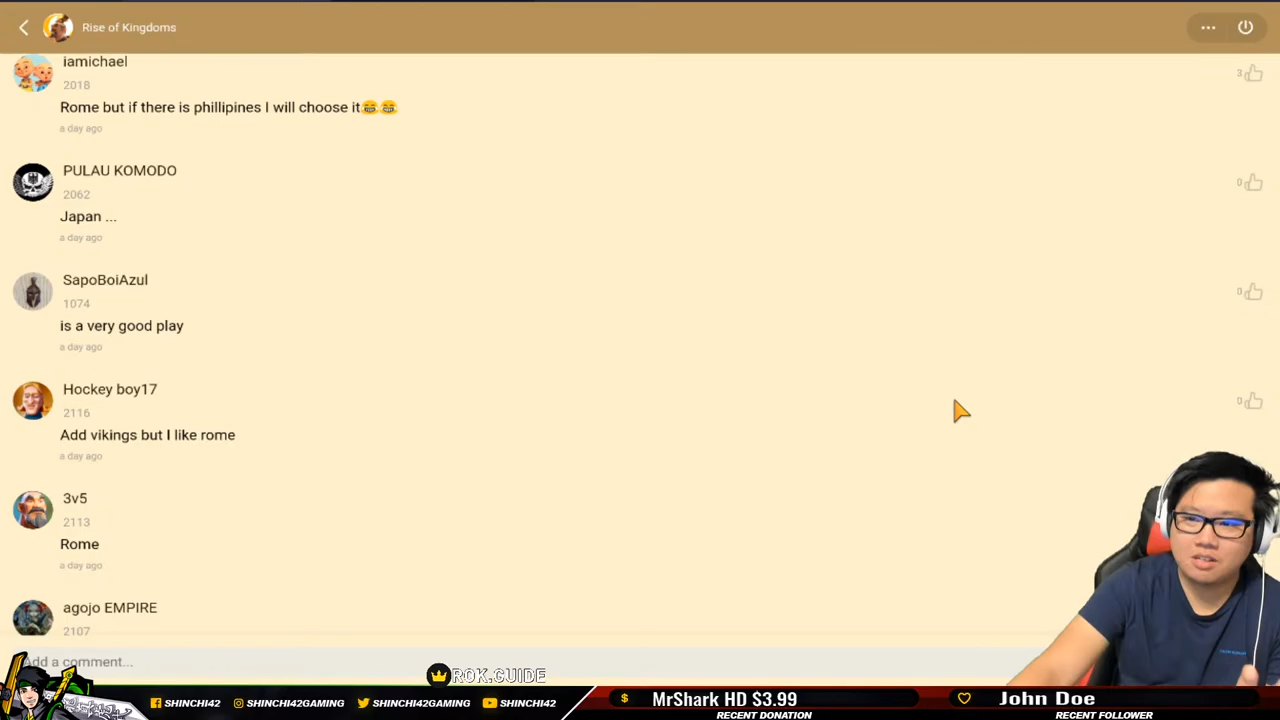 Rise of Kingdoms
iamichael
2018
3
Rome but if there is phillipines I will choose it😂😂
a day ago
PULAU KOMODO
2062
0
Japan ...
a day ago
SapoBoiAzul
1074
0
is a very good play
a day ago
Hockey boy17
2116
0
Add vikings but I like rome
a day ago
3v5
2113
Rome
a day ago
agojo EMPIRE
2107
Add a comment...
ROK.GUIDE
SHINCHI42
SHINCHI42GAMING
SHINCHI42GAMING
SHINCHI42
$
MrShark HD $3.99
RECENT DONATION
John Doe
RECENT FOLLOWER